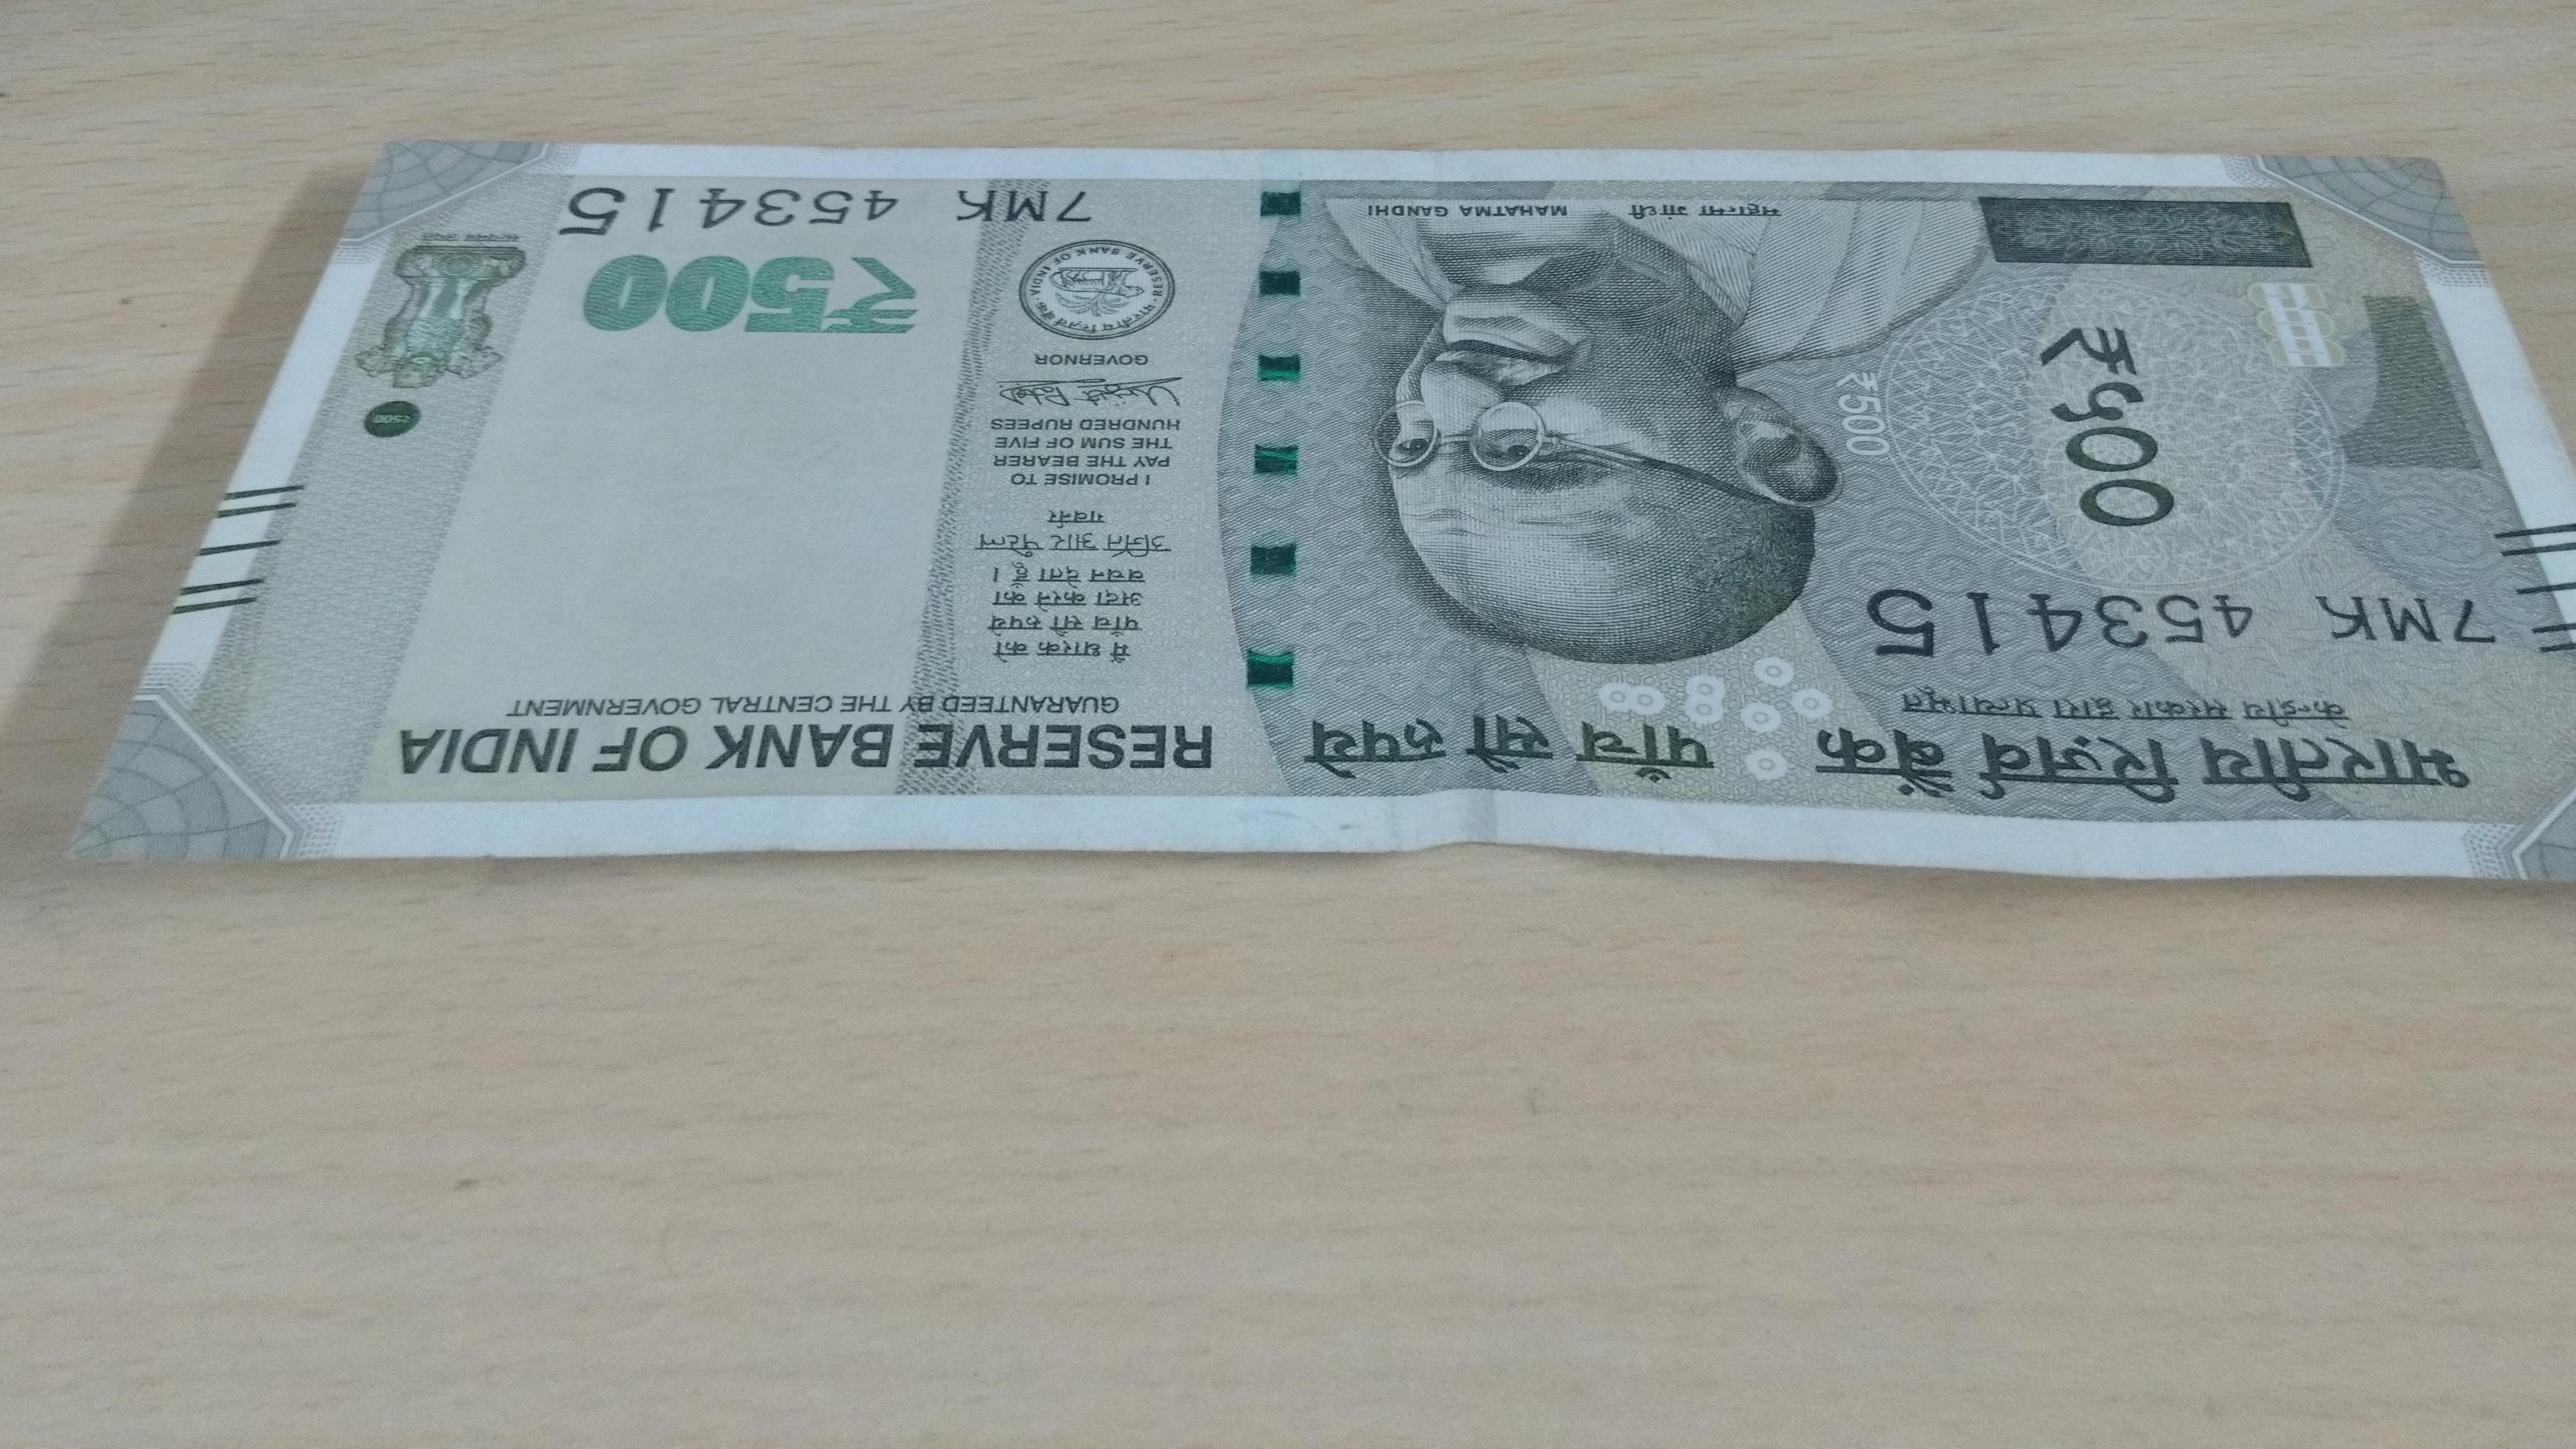 भारतीय रिज़र्व बैंक
केन्द्रीय सरकार द्वारा प्रत्याभूत
पाँच सौ रुपये
RESERVE BANK OF INDIA
GUARANTEED BY THE CENTRAL GOVERNMENT
7MK 453415
₹५००
₹500
मैं धारक को
पाँच सौ रुपये
अदा करने का
वचन देता हूँ ।
उर्जित आर पटेल
गवर्नर
I PROMISE TO
PAY THE BEARER
THE SUM OF FIVE
HUNDRED RUPEES
Urjit Patel
GOVERNOR
भारतीय रिज़र्व बैंक
RESERVE BANK OF INDIA
₹500
₹500
7MK 453415
महात्मा गांधी MAHATMA GANDHI
सत्यमेव जयते